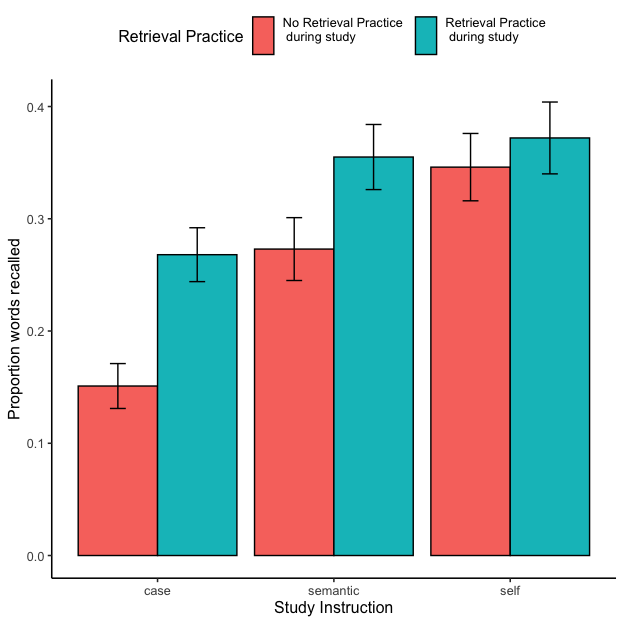 Retrieval Practice
No Retrieval Practice
during study
Retrieval Practice
during study
Proportion words recalled
0.4
0.3
0.2
0.1
0.0
case
semantic
self
Study Instruction